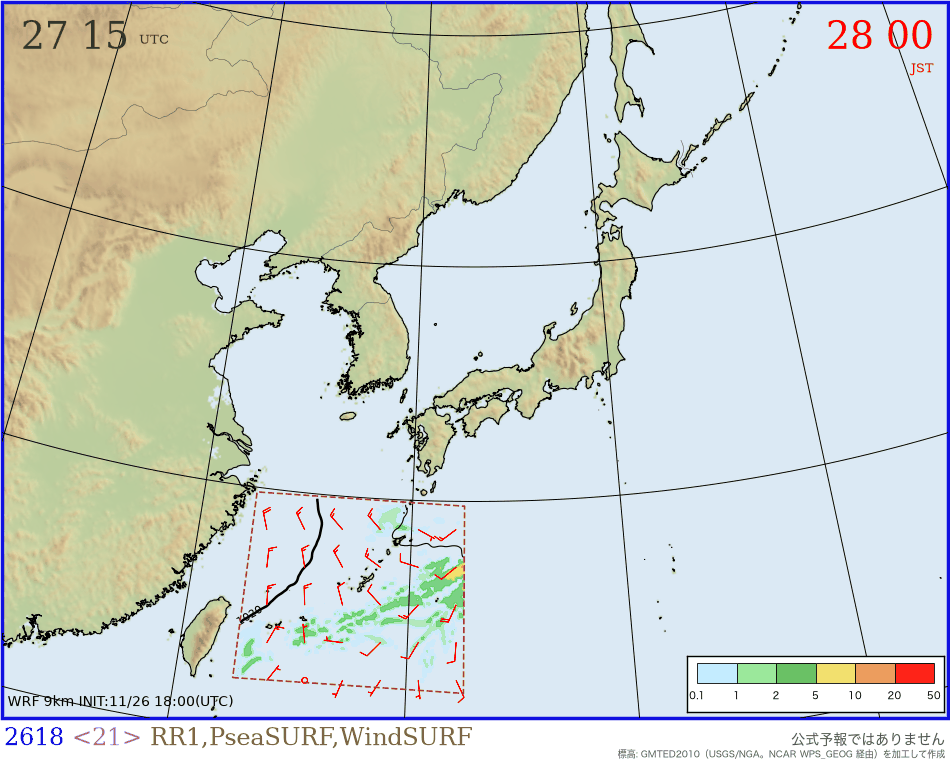 27 15 UTC
28 00
JST
WRF 9km INIT:11/26 18:00(UTC)
0.1 1 2 5 10 20 50
2618 <21> RR1,PseaSURF,WindSURF
公式予報ではありません
標高: GMTED2010（USGS/NGA。NCAR WPS_GEOG 経由）を加工して作成